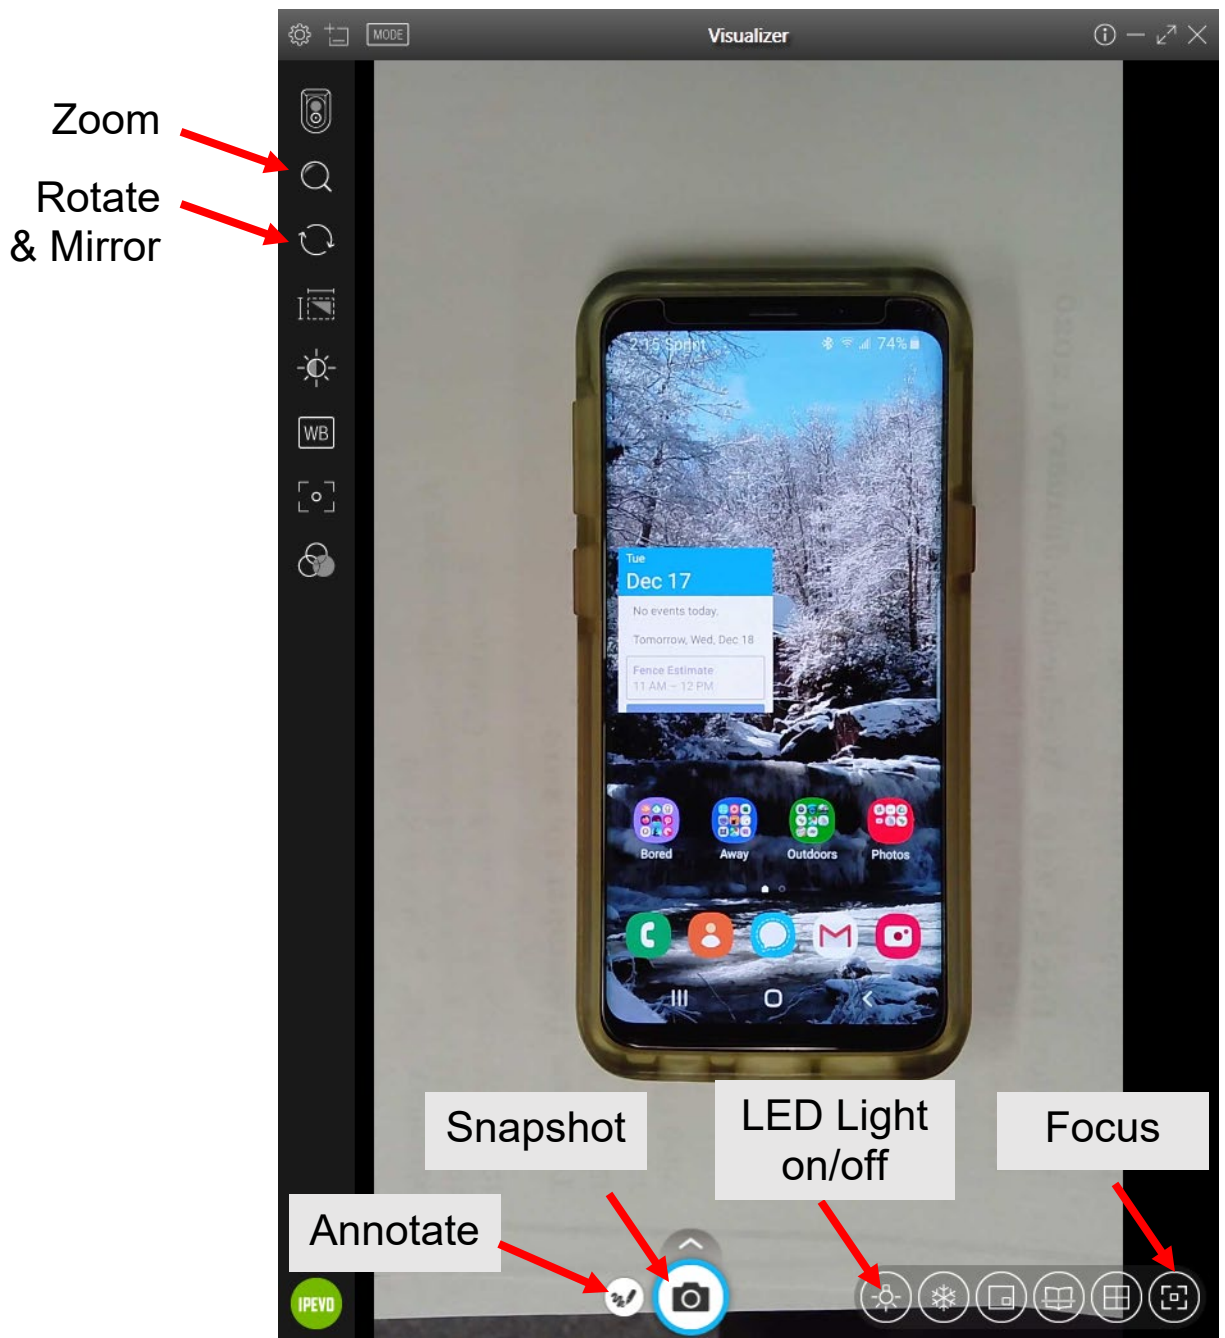 MODE
Visualizer
Zoom
Rotate
& Mirror
WB
2:15 Sprint
74%
Tue
Dec 17
No events today.
Tomorrow, Wed, Dec 18
Fence Estimate
11 AM – 12 PM
Bored
Away
Outdoors
Photos
Snapshot
LED Light
on/off
Focus
Annotate
IPEVO